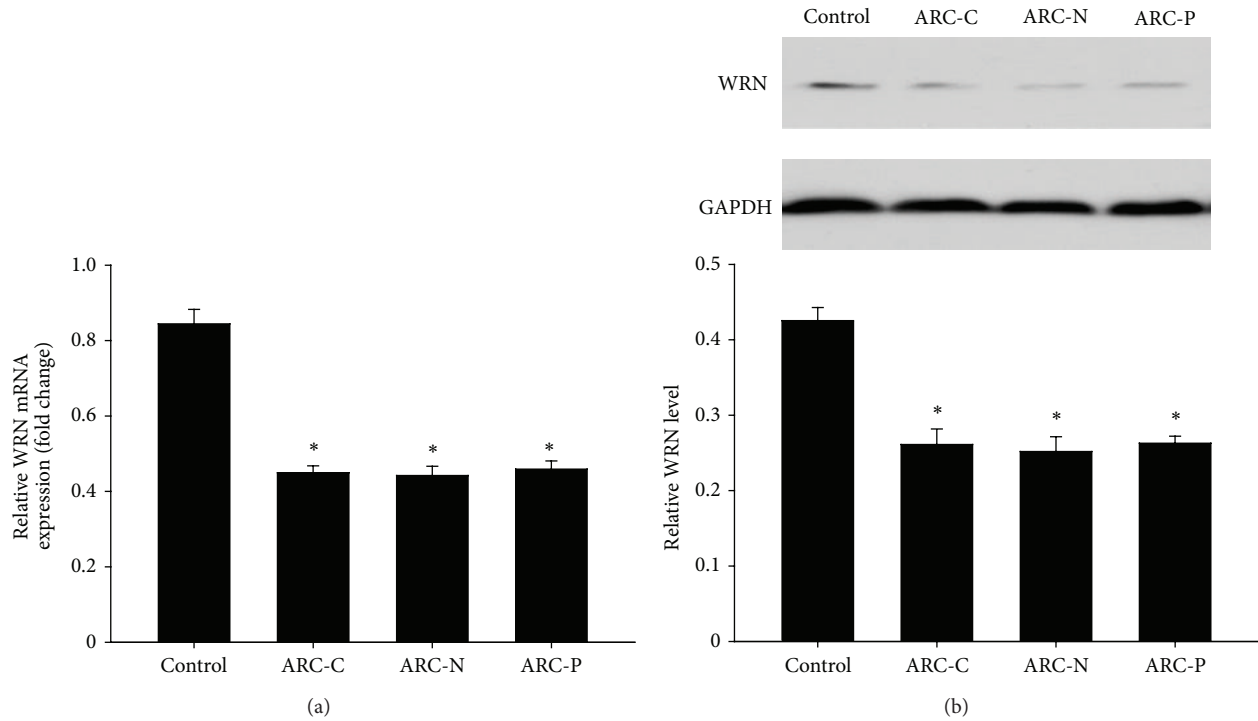 Relative WRN mRNA
expression (fold change)
1.0
0.8
0.6
0.4
0.2
0
*
*
*
Control
ARC-C
ARC-N
ARC-P
(a)
Control
ARC-C
ARC-N
ARC-P
WRN
GAPDH
Relative WRN level
0.5
0.4
0.3
0.2
0.1
0
*
*
*
Control
ARC-C
ARC-N
ARC-P
(b)